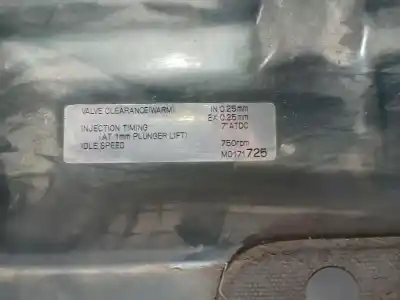 VALVE CLEARANCE(WARM) IN 0.25mm
EX 0.25mm
INJECTION TIMING 7°ATDC
(AT 1mm PLUNGER LIFT)
IDLE SPEED 750rpm
MD171725